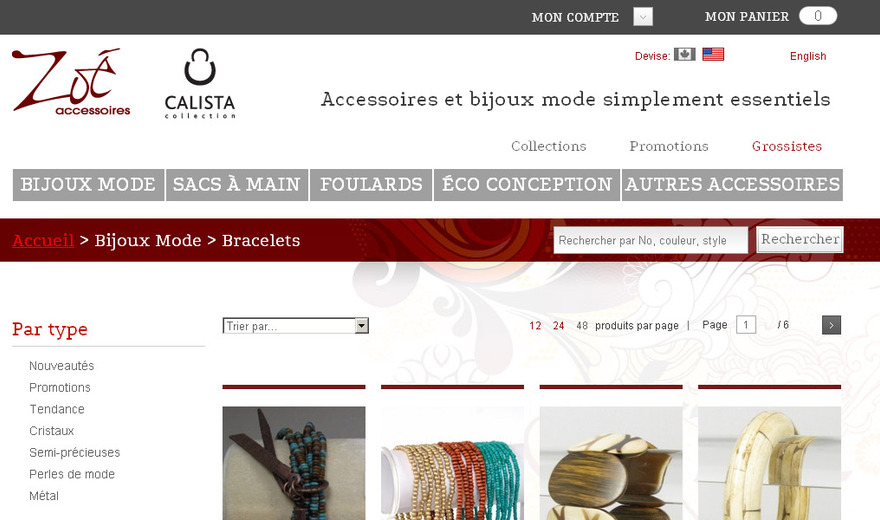 MON COMPTE
MON PANIER 0
Zoé
accessoires
CALISTA
collection
Devise:
English
Accessoires et bijoux mode simplement essentiels
Collections Promotions Grossistes
BIJOUX MODE SACS À MAIN FOULARDS ÉCO CONCEPTION AUTRES ACCESSOIRES
Accueil > Bijoux Mode > Bracelets
Rechercher par No, couleur, style Rechercher
Par type
Nouveautés
Promotions
Tendance
Cristaux
Semi-précieuses
Perles de mode
Métal
Trier par...
12 24 48 produits par page | Page 1 / 6 >